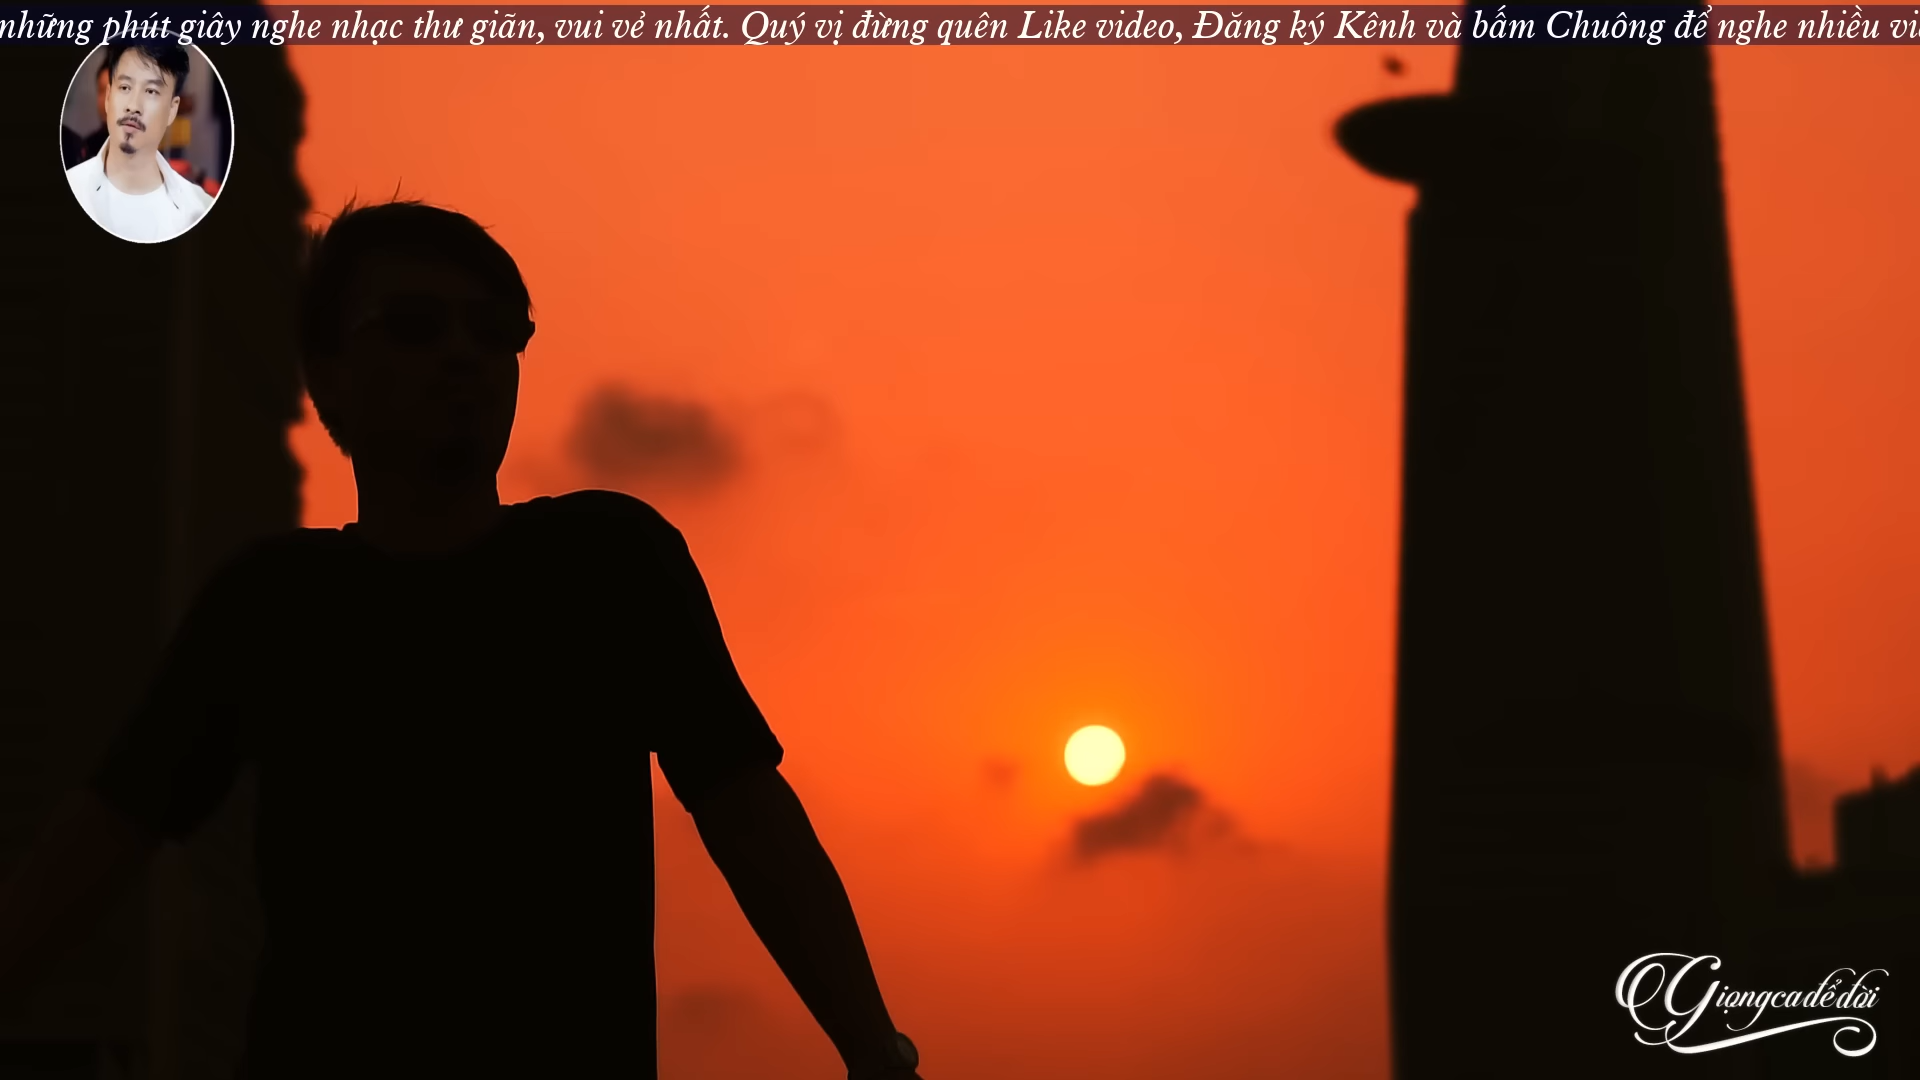 những phút giây nghe nhạc thư giãn, vui vẻ nhất. Quý vị đừng quên Like video, Đăng ký Kênh và bấm Chuông để nghe nhiều
Giọngcađểđời